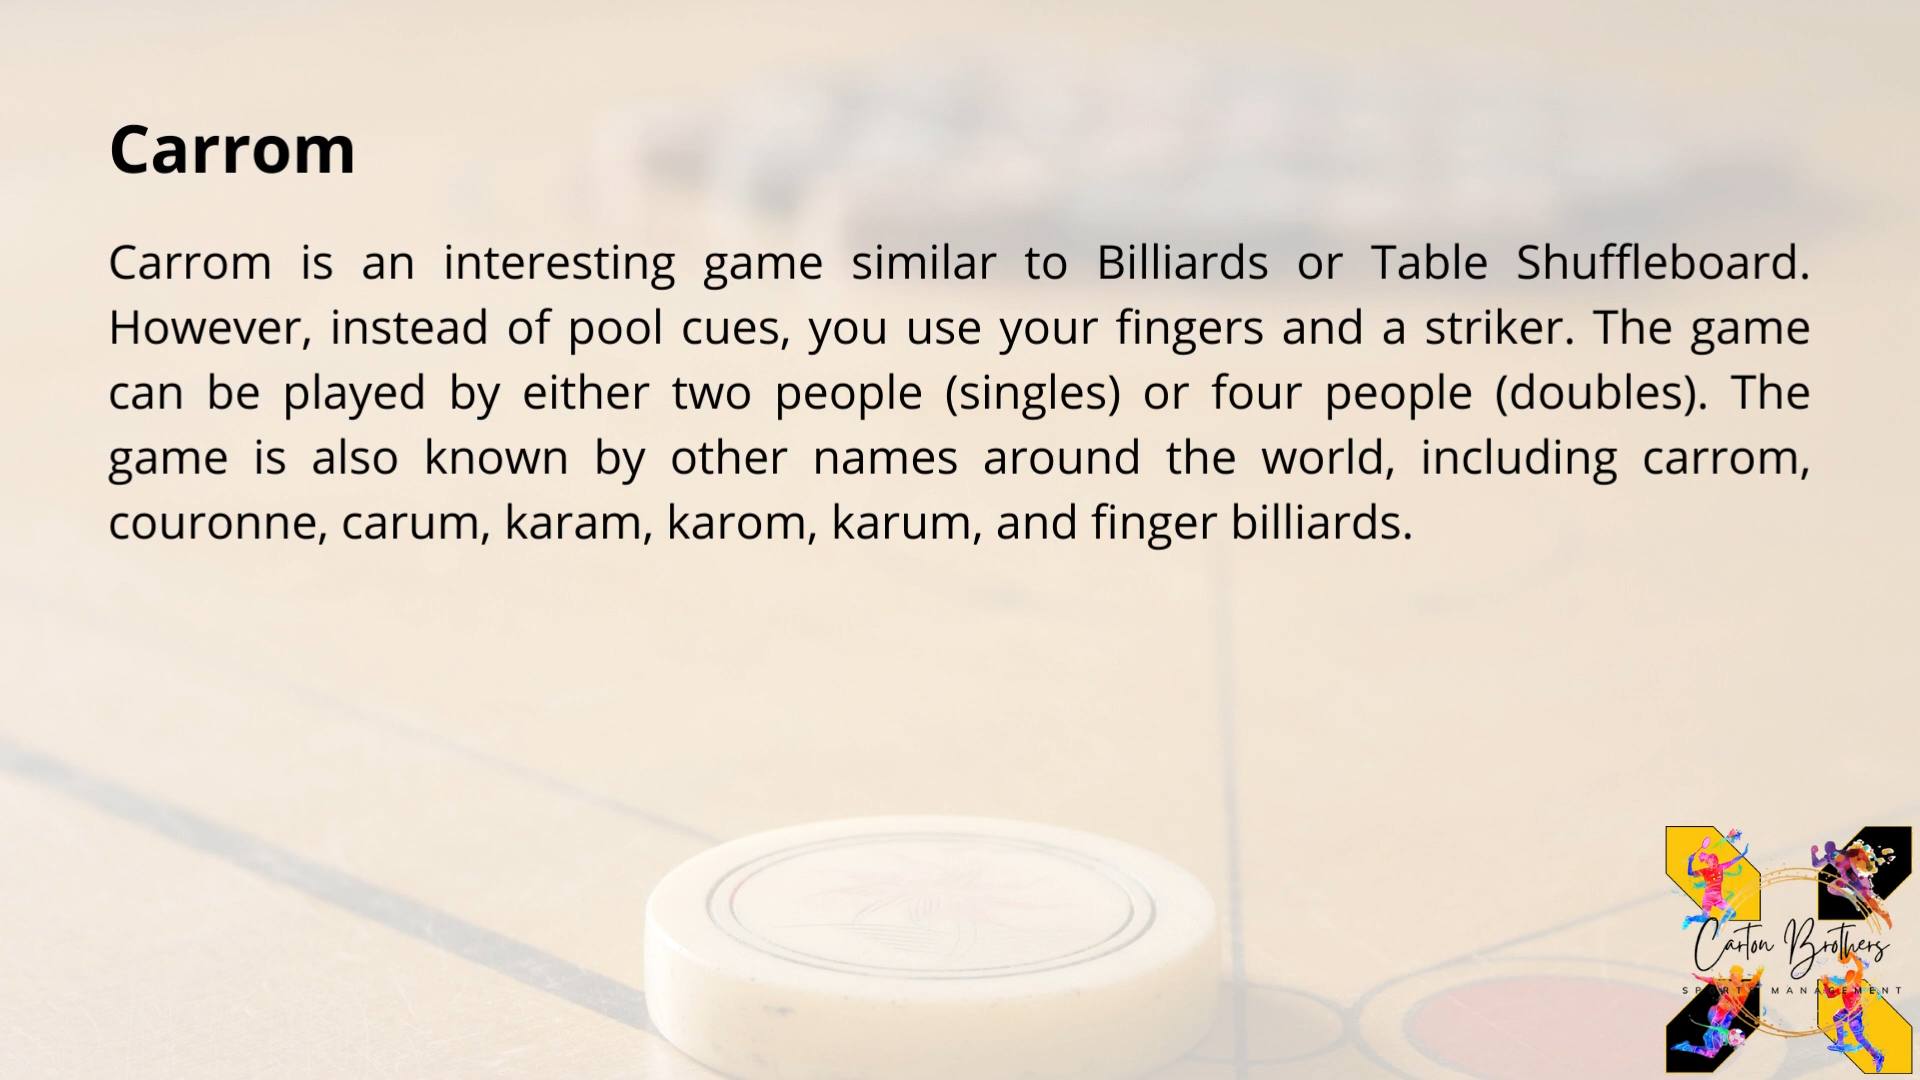 Carrom
Carrom is an interesting game similar to Billiards or Table Shuffleboard.
However, instead of pool cues, you use your fingers and a striker. The game
can be played by either two people (singles) or four people (doubles). The
game is also known by other names around the world, including carrom,
couronne, carum, karam, karom, karum, and finger billiards.
Carton Brothers
SPORTS MANAGEMENT